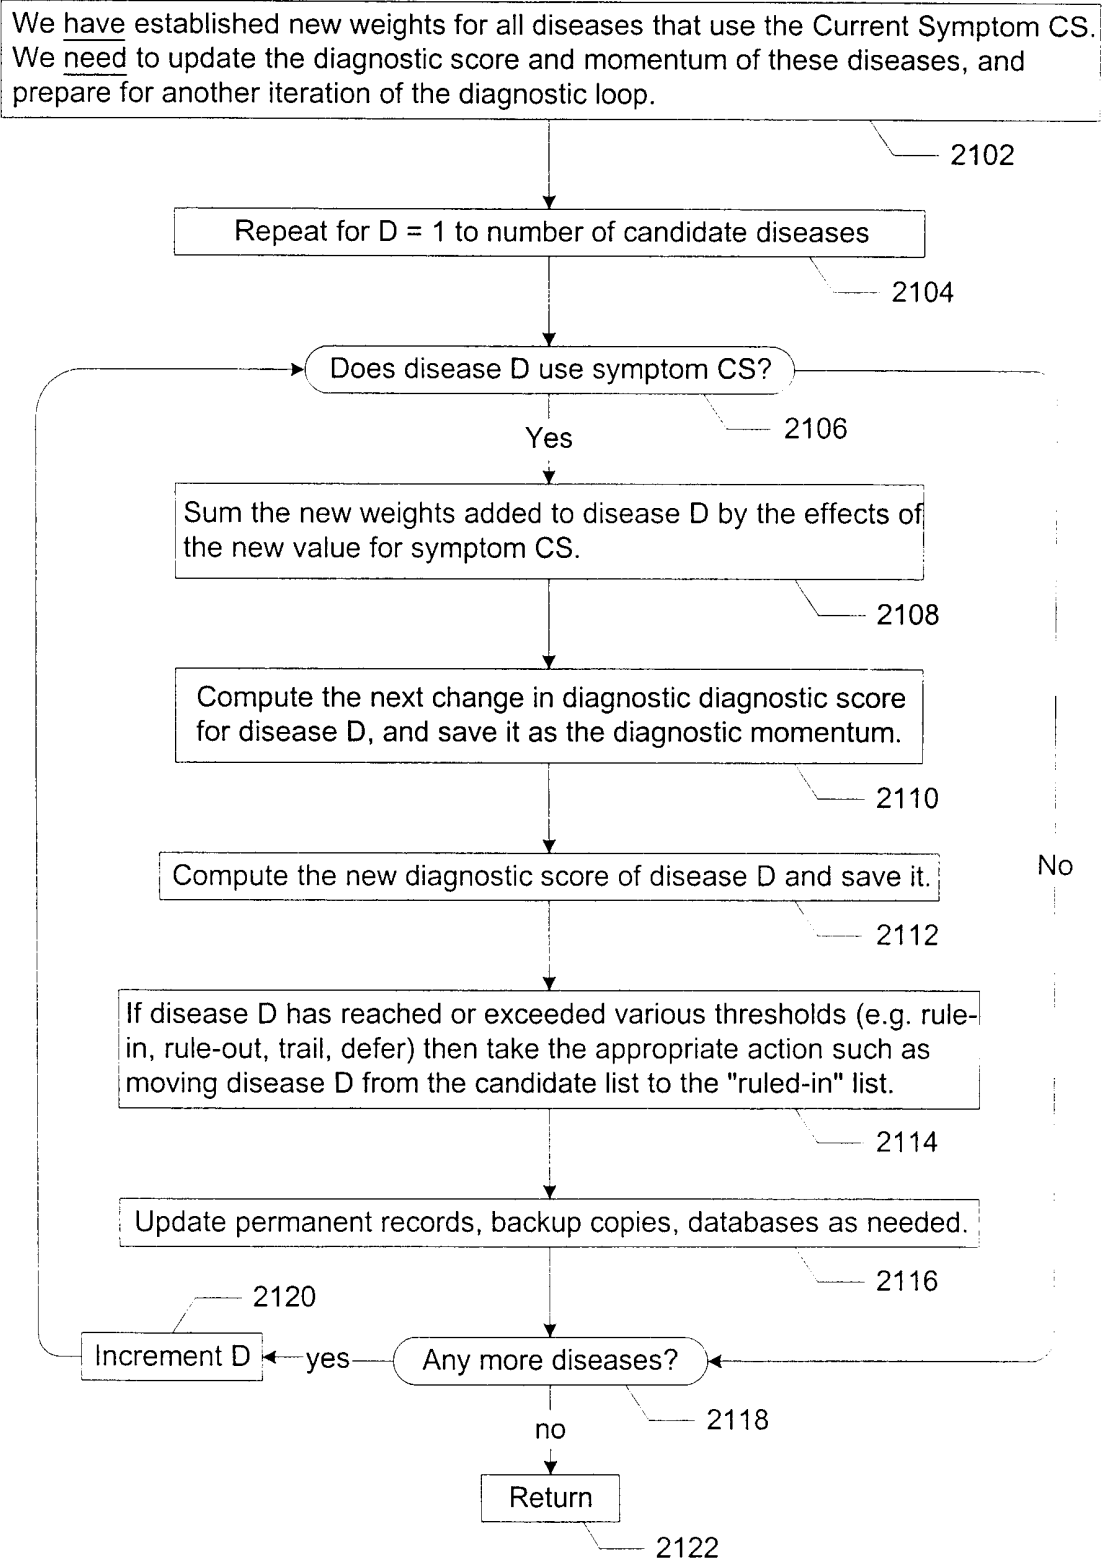 We have established new weights for all diseases that use the Current Symptom CS.
We need to update the diagnostic score and momentum of these diseases, and
prepare for another iteration of the diagnostic loop.
2102
Repeat for D = 1 to number of candidate diseases
2104
Does disease D use symptom CS?
2106
Yes
Sum the new weights added to disease D by the effects of
the new value for symptom CS.
2108
Compute the next change in diagnostic diagnostic score
for disease D, and save it as the diagnostic momentum.
2110
No
Compute the new diagnostic score of disease D and save it.
2112
If disease D has reached or exceeded various thresholds (e.g. rule-
in, rule-out, trail, defer) then take the appropriate action such as
moving disease D from the candidate list to the "ruled-in" list.
2114
Update permanent records, backup copies, databases as needed.
2116
2120
Increment D
yes
Any more diseases?
2118
no
Return
2122